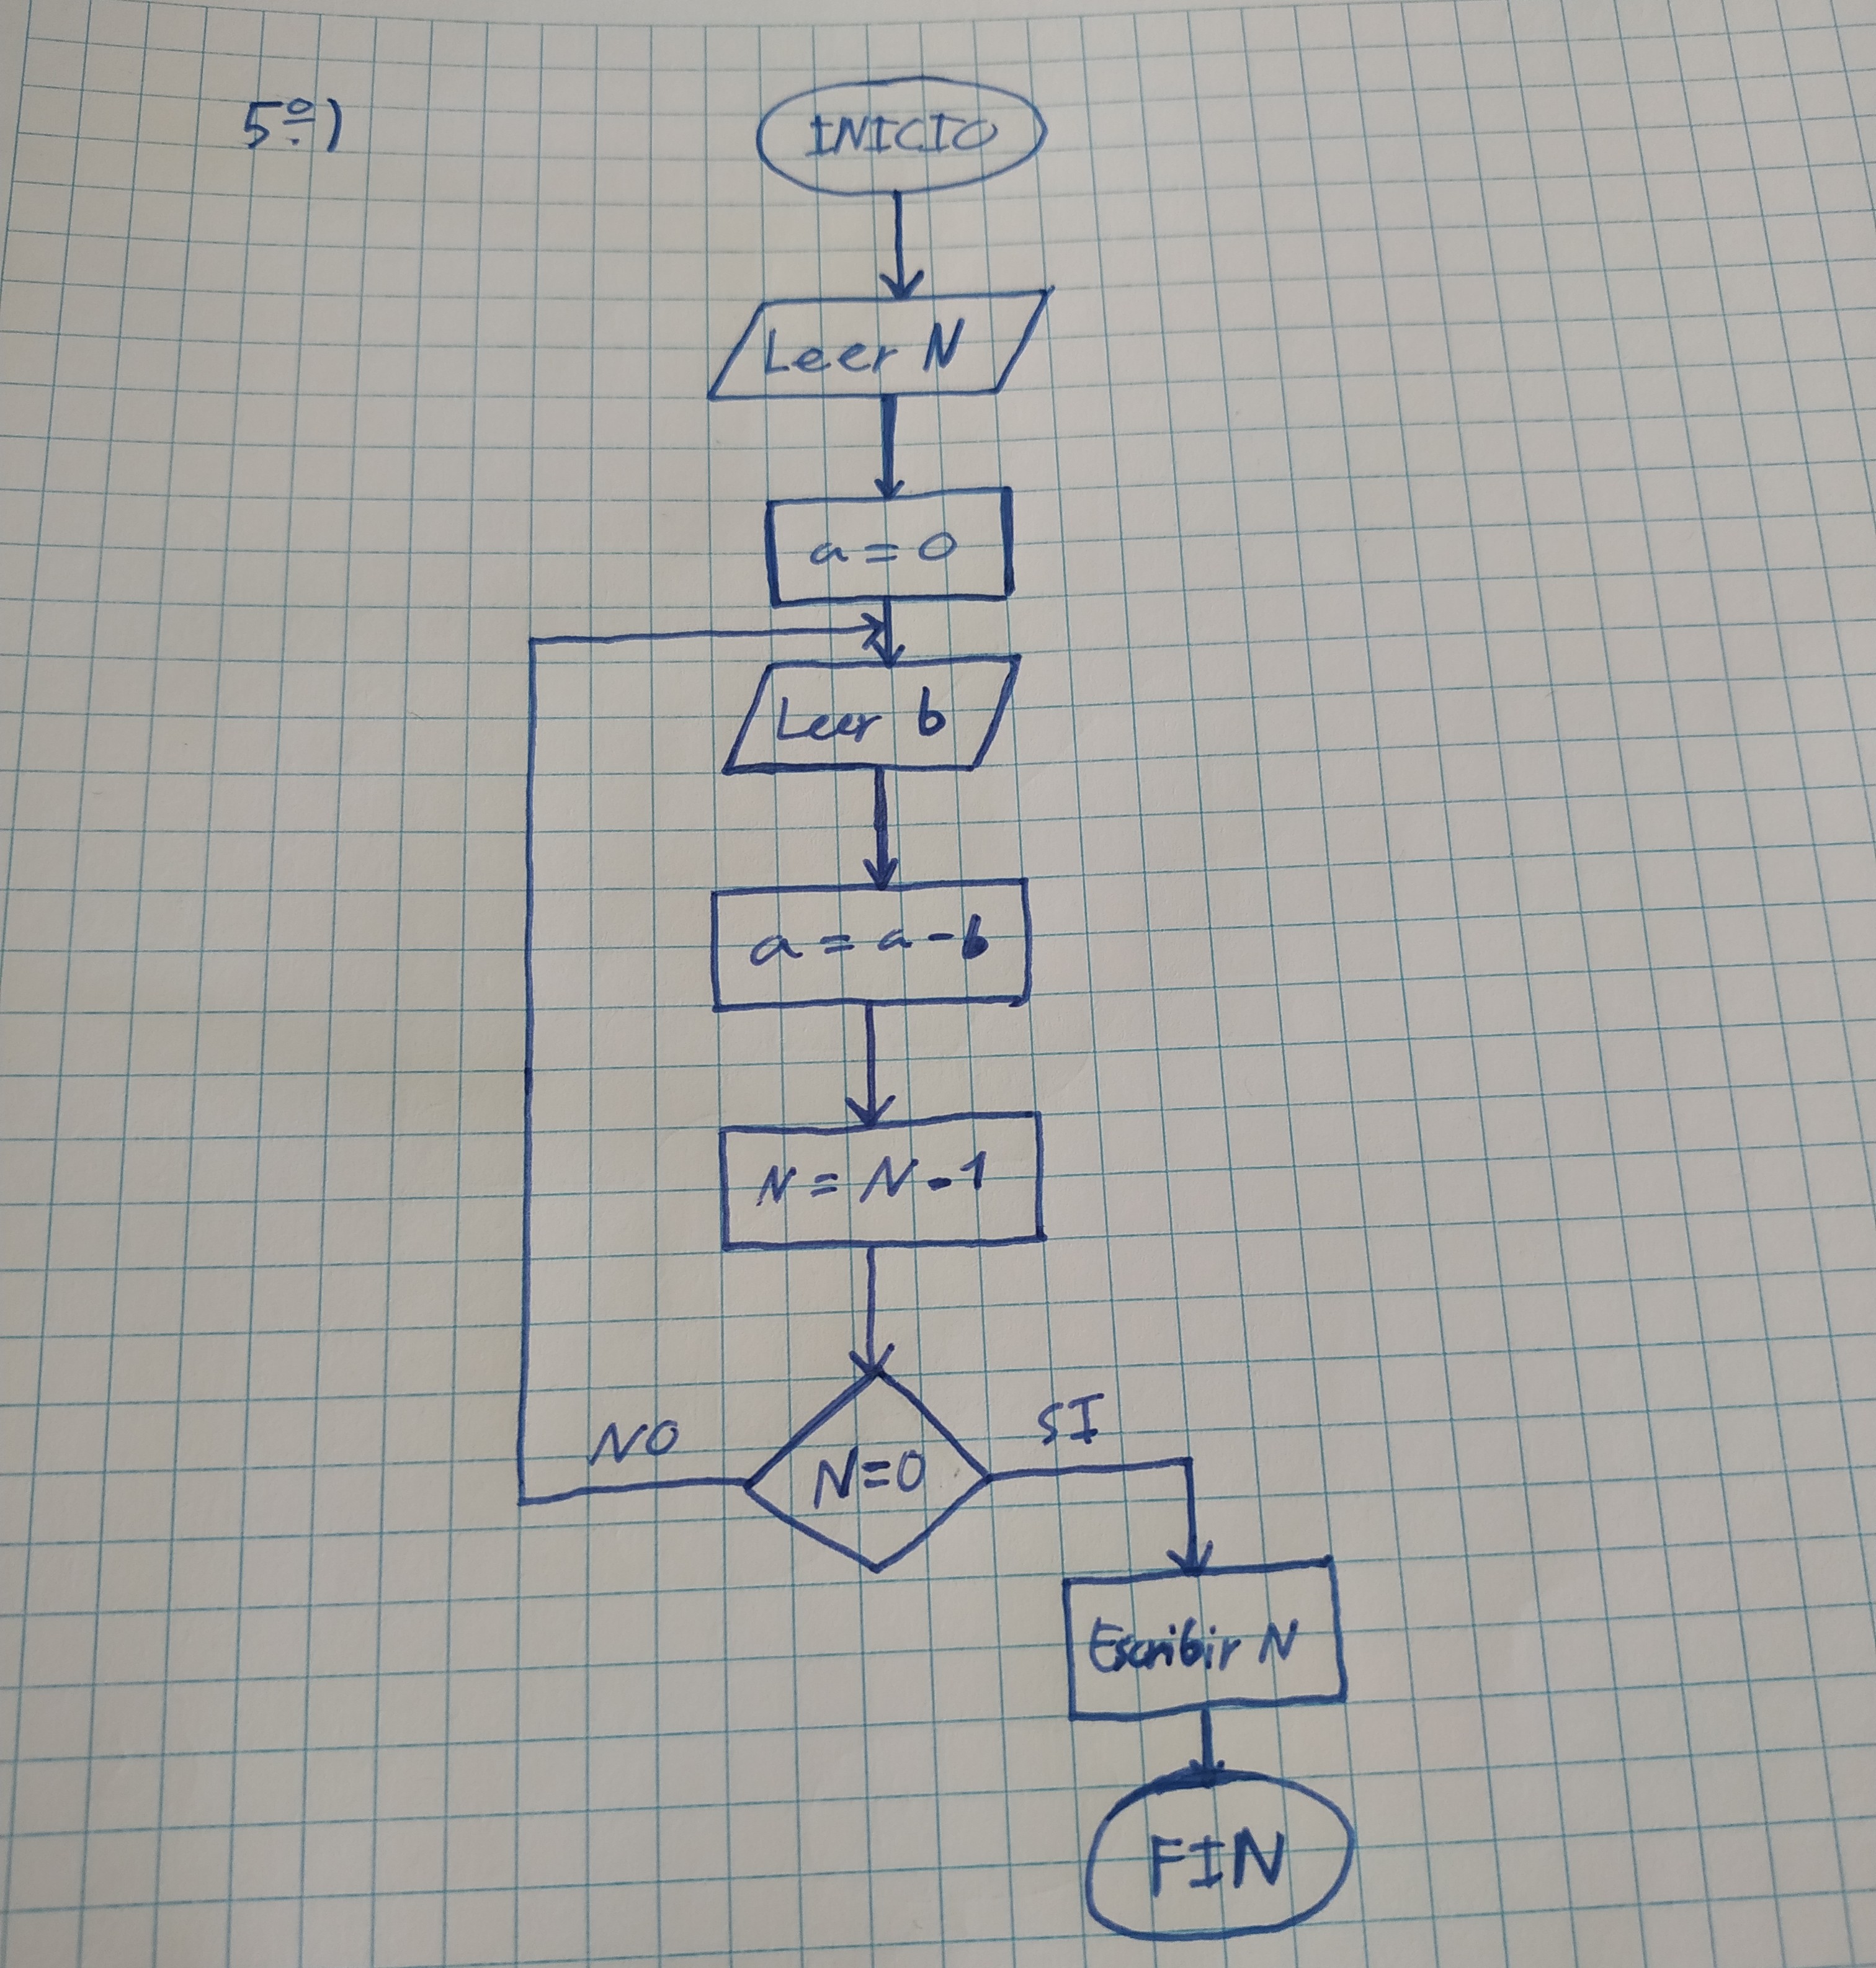 5º)
INICIO
Leer N
a = 0
Leer b
a = a - b
N = N - 1
N=0
NO
SI
Escribir N
FIN